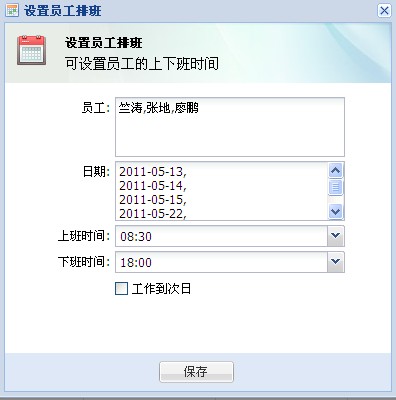 设置员工排班
设置员工排班
可设置员工的上下班时间
员工: 竺涛,张地,廖鹏
日期: 2011-05-13,
2011-05-14,
2011-05-15,
2011-05-22,
上班时间: 08:30
下班时间: 18:00
工作到次日
保存